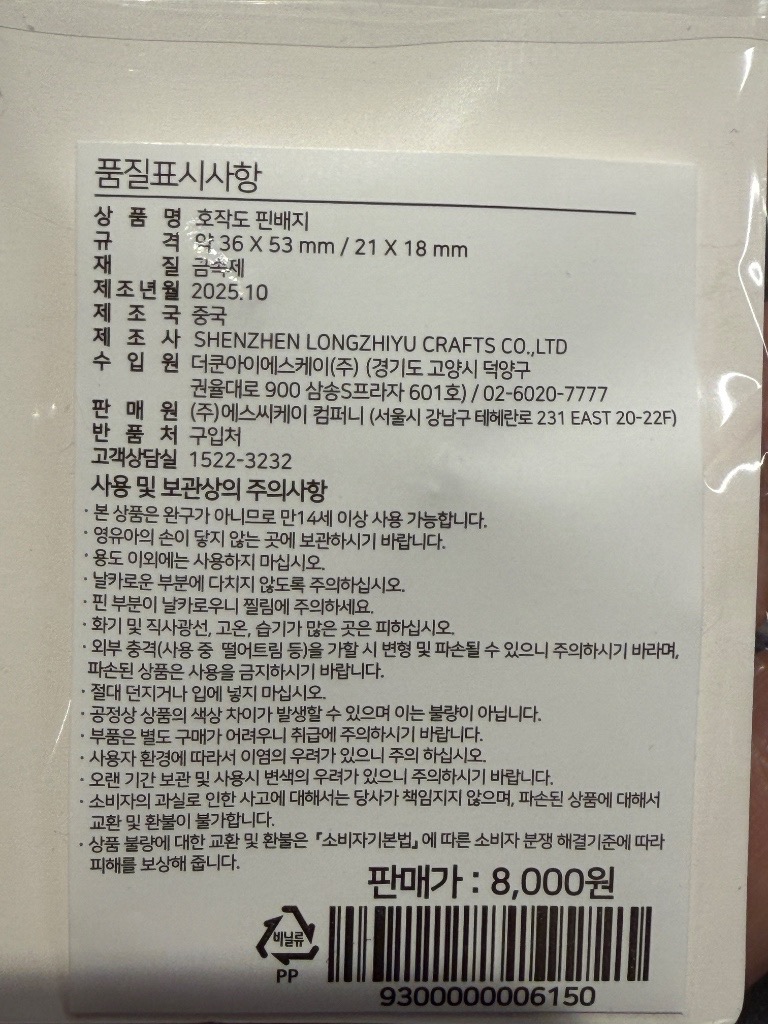 품질표시사항
상 품 명 호작도 핀배지
규 격 약 36 X 53 mm / 21 X 18 mm
재 질 금속제
제조년월 2025.10
제 조 국 중국
제 조 사 SHENZHEN LONGZHIYU CRAFTS CO.,LTD
수 입 원 더쿤아이에스케이(주) (경기도 고양시 덕양구
권율대로 900 삼송S프라자 601호) / 02-6020-7777
판 매 원 (주)에스씨케이 컴퍼니 (서울시 강남구 테헤란로 231 EAST 20-22F)
반 품 처 구입처
고객상담실 1522-3232
사용 및 보관상의 주의사항
· 본 상품은 완구가 아니므로 만14세 이상 사용 가능합니다.
· 영유아의 손이 닿지 않는 곳에 보관하시기 바랍니다.
· 용도 이외에는 사용하지 마십시오.
· 날카로운 부분에 다치지 않도록 주의하십시오.
· 핀 부분이 날카로우니 찔림에 주의하세요.
· 화기 및 직사광선, 고온, 습기가 많은 곳은 피하십시오.
· 외부 충격(사용 중 떨어트림 등)을 가할 시 변형 및 파손될 수 있으니 주의하시기 바라며,
파손된 상품은 사용을 금지하시기 바랍니다.
· 절대 던지거나 입에 넣지 마십시오.
· 공정상 상품의 색상 차이가 발생할 수 있으며 이는 불량이 아닙니다.
· 부품은 별도 구매가 어려우니 취급에 주의하시기 바랍니다.
· 사용자 환경에 따라서 이염의 우려가 있으니 주의 하십시오.
· 오랜 기간 보관 및 사용시 변색의 우려가 있으니 주의하시기 바랍니다.
· 소비자의 과실로 인한 사고에 대해서는 당사가 책임지지 않으며, 파손된 상품에 대해서
교환 및 환불이 불가합니다.
· 상품 불량에 대한 교환 및 환불은 『소비자기본법』에 따른 소비자 분쟁 해결기준에 따라
피해를 보상해 줍니다.
판매가 : 8,000원
비닐류
PP
9300000006150